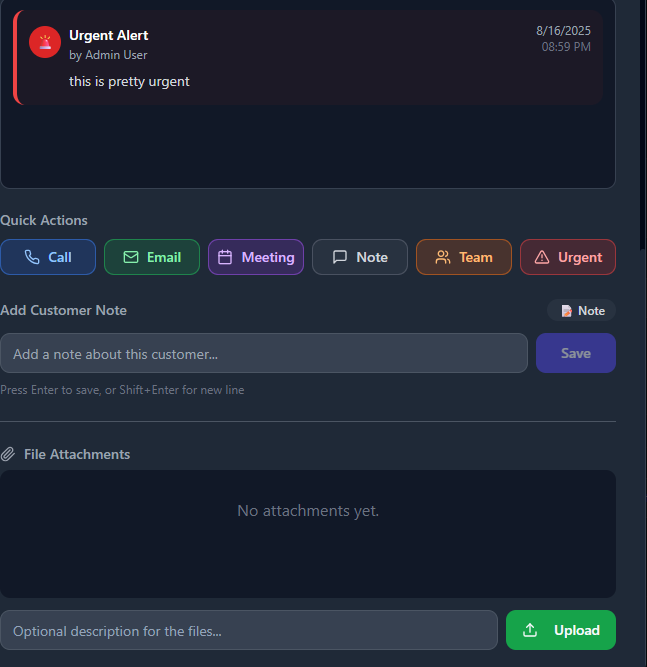 Urgent Alert
8/16/2025
by Admin User
08:59 PM
this is pretty urgent
Quick Actions
Call
Email
Meeting
Note
Team
Urgent
Add Customer Note
Note
Add a note about this customer...
Save
Press Enter to save, or Shift+Enter for new line
File Attachments
No attachments yet.
Optional description for the files...
Upload